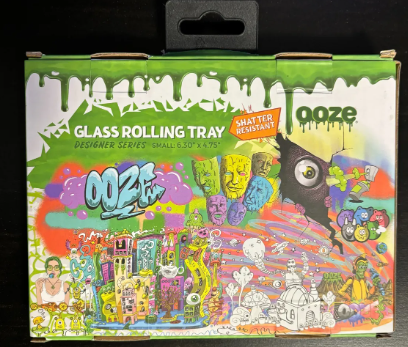 GLASS ROLLING TRAY
DESIGNER SERIES SMALL 6.30" X 4.75"
SHATTER
RESISTANT
ooze
OOZE